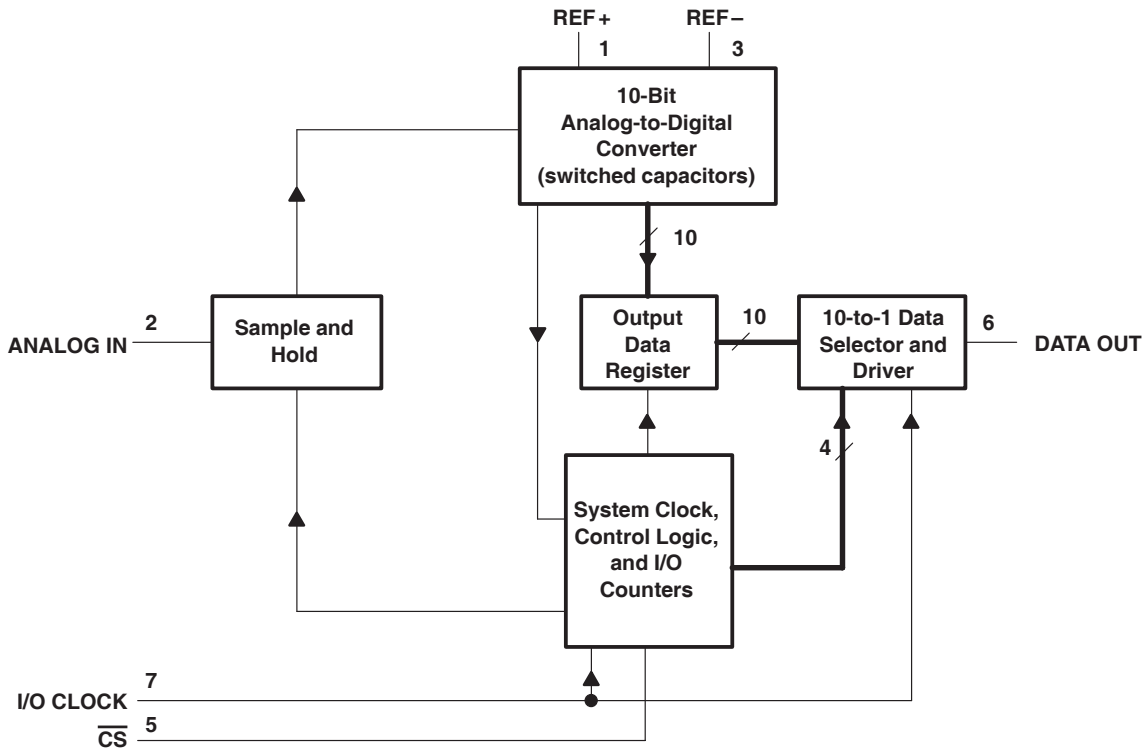 REF+ REF–
1 3
10-Bit
Analog-to-Digital
Converter
(switched capacitors)
10
2
ANALOG IN
Sample and
Hold
Output
Data
Register
10
10-to-1 Data
Selector and
Driver
6
DATA OUT
4
System Clock,
Control Logic,
and I/O
Counters
7
I/O CLOCK
5
C̅S̅